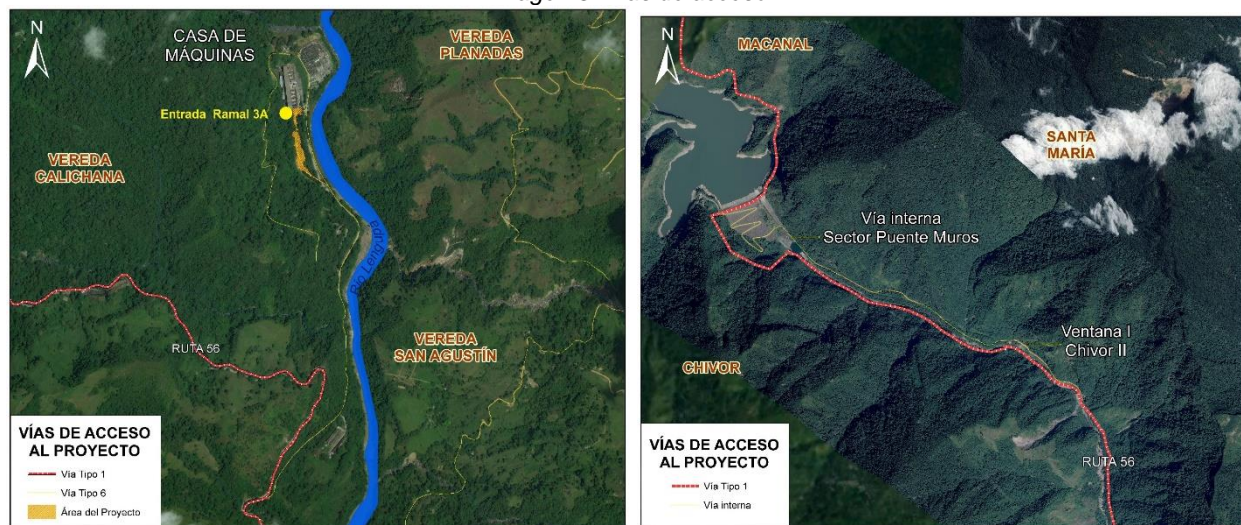 N
CASA DE
MÁQUINAS
VEREDA
PLANADAS
Entrada Ramal 3A
VEREDA
CALICHANA
Río Lengupá
VEREDA
SAN AGUSTÍN
RUTA 56
VÍAS DE ACCESO
AL PROYECTO
Vía Tipo 1
Vía Tipo 6
Área del Proyecto
N
MACANAL
SANTA
MARÍA
Vía interna
Sector Puente Muros
Ventana I
Chivor II
CHIVOR
RUTA 56
VÍAS DE ACCESO
AL PROYECTO
Vía Tipo 1
Vía interna